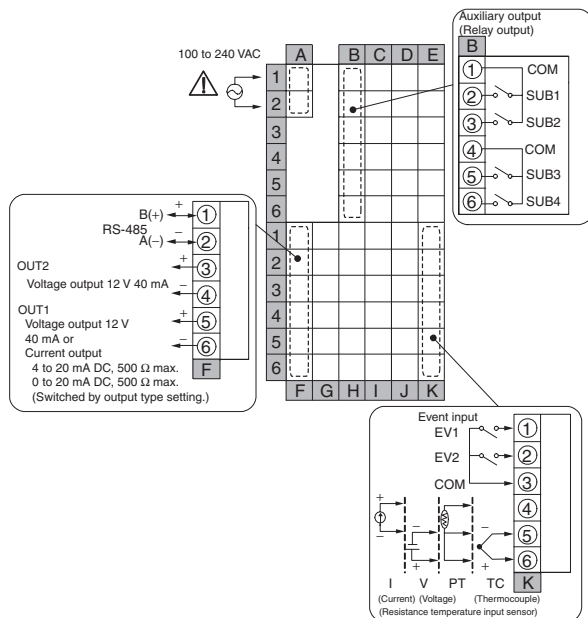 Auxiliary output
(Relay output)
B
1 COM
2 SUB1
3 SUB2
4 COM
5 SUB3
6 SUB4
100 to 240 VAC
A B C D E
1
2
3
4
5
6
1
2
3
4
5
6
F G H I J K
+
B(+) 1
RS-485
−
A(−) 2
+
OUT2 3
−
Voltage output 12 V 40 mA 4
OUT1
+
Voltage output 12 V 5
40 mA or
−
Current output 6
4 to 20 mA DC, 500 Ω max.
F
0 to 20 mA DC, 500 Ω max.
(Switched by output type setting.)
Event input
EV1 1
EV2 2
COM 3
4
+ − − 5
− + + 6
I V PT TC K
(Current) (Voltage) (Thermocouple)
(Resistance temperature input sensor)